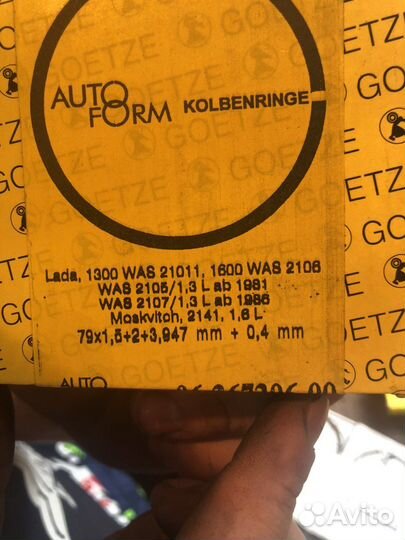 GOETZE
AUTO FORM KOLBENRINGE
Lada, 1300 WAS 21011, 1600 WAS 2106
WAS 2105/1,3 L ab 1981
WAS 2107/1,3 L ab 1986
Moskvitch, 2141, 1,6 L
79x1,5+2+3,947 mm + 0,4 mm
AUTO
Avito